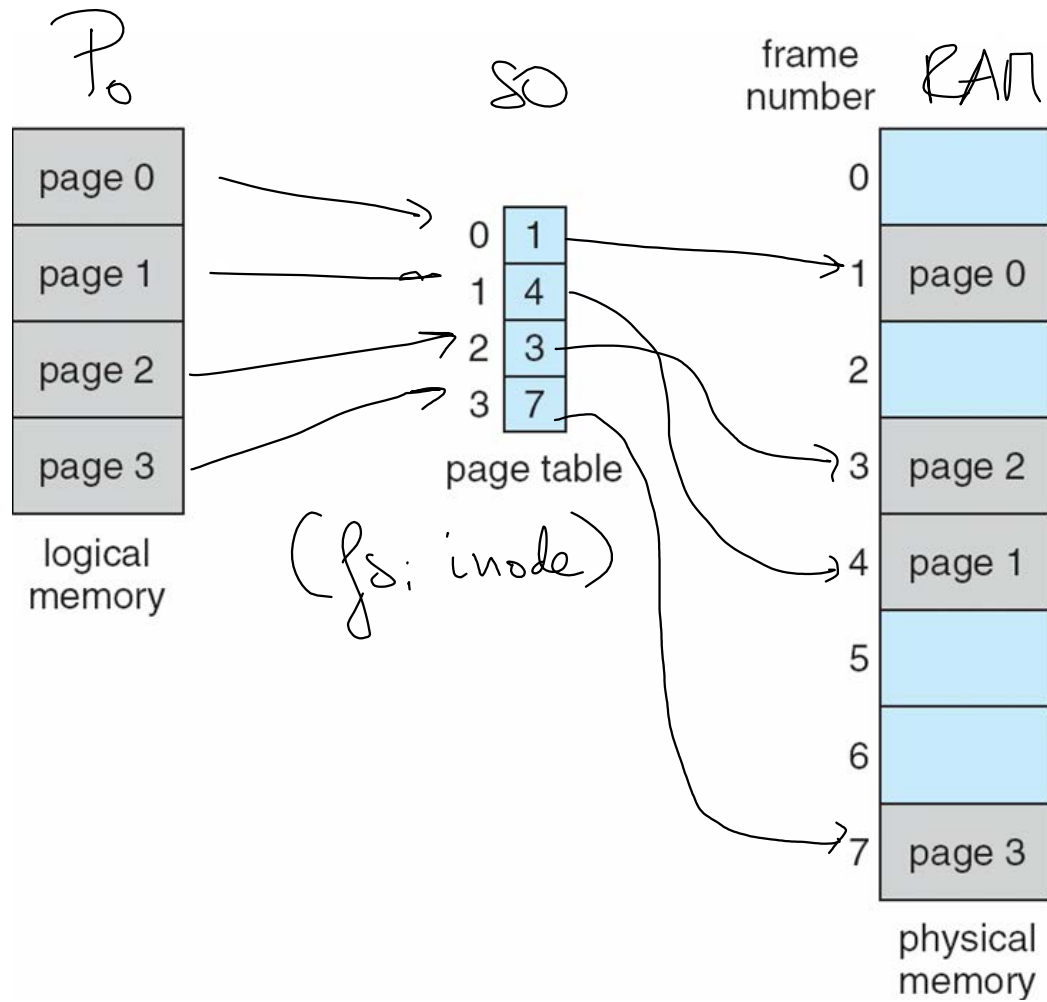 P0
SO
frame
number
RAM
page 0
page 1
page 2
page 3
logical
memory
0 1
1 4
2 3
3 7
page table
(fs: inode)
0
1 page 0
2
3 page 2
4 page 1
5
6
7 page 3
physical
memory